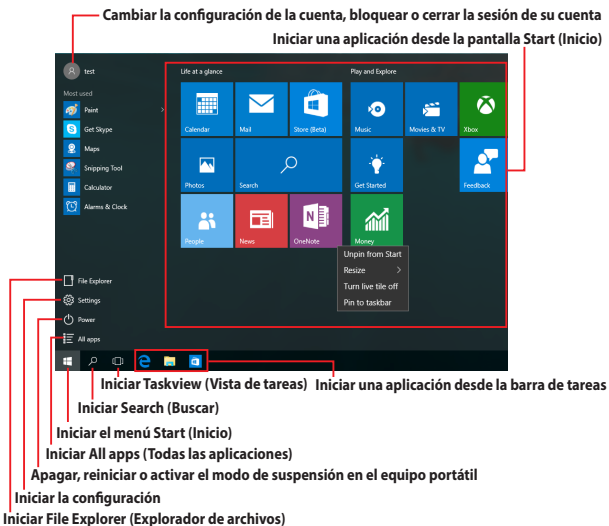 Cambiar la configuración de la cuenta, bloquear o cerrar la sesión de su cuenta
Iniciar una aplicación desde la pantalla Start (Inicio)
test
Life at a glance
Play and Explore
Most used
Paint
Get Skype
Maps
Snipping Tool
Calculator
Alarms & Clock
Calendar
Mail
Store (Beta)
Music
Movies & TV
Xbox
Photos
Search
Get Started
Feedback
People
News
OneNote
Money
Unpin from Start
Resize
Turn live tile off
Pin to taskbar
File Explorer
Settings
Power
All apps
Iniciar Taskview (Vista de tareas)
Iniciar una aplicación desde la barra de tareas
Iniciar Search (Buscar)
Iniciar el menú Start (Inicio)
Iniciar All apps (Todas las aplicaciones)
Apagar, reiniciar o activar el modo de suspensión en el equipo portátil
Iniciar la configuración
Iniciar File Explorer (Explorador de archivos)